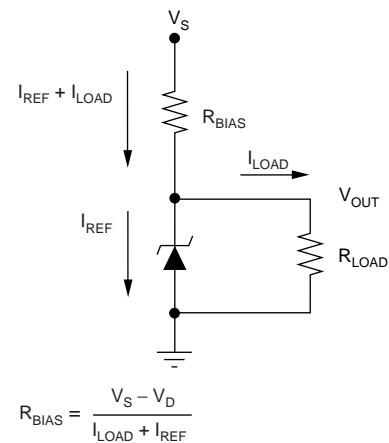 V_S
I_REF + I_LOAD
R_BIAS
I_LOAD
V_OUT
I_REF
R_LOAD
R_BIAS = (V_S – V_D) / (I_LOAD + I_REF)